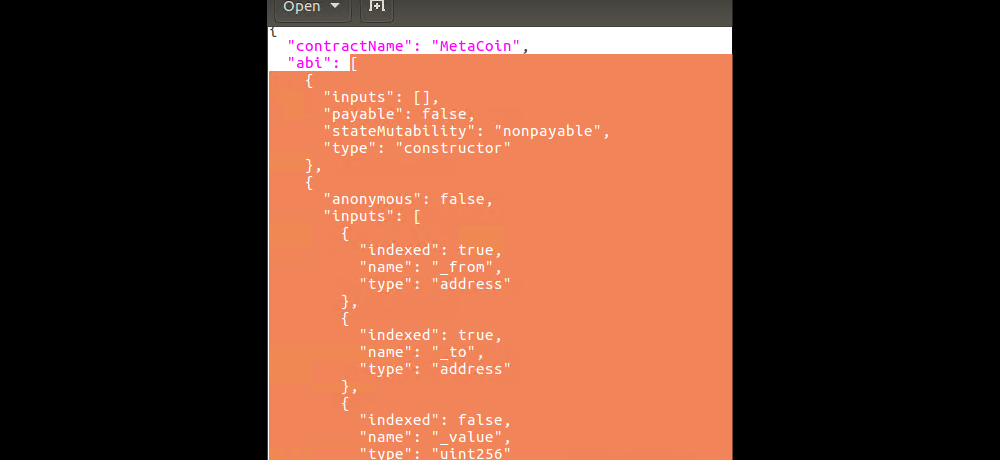 Open
{
"contractName": "MetaCoin",
"abi": [
{
"inputs": [],
"payable": false,
"stateMutability": "nonpayable",
"type": "constructor"
},
{
"anonymous": false,
"inputs": [
{
"indexed": true,
"name": "_from",
"type": "address"
},
{
"indexed": true,
"name": "_to",
"type": "address"
},
{
"indexed": false,
"name": "_value",
"type": "uint256"